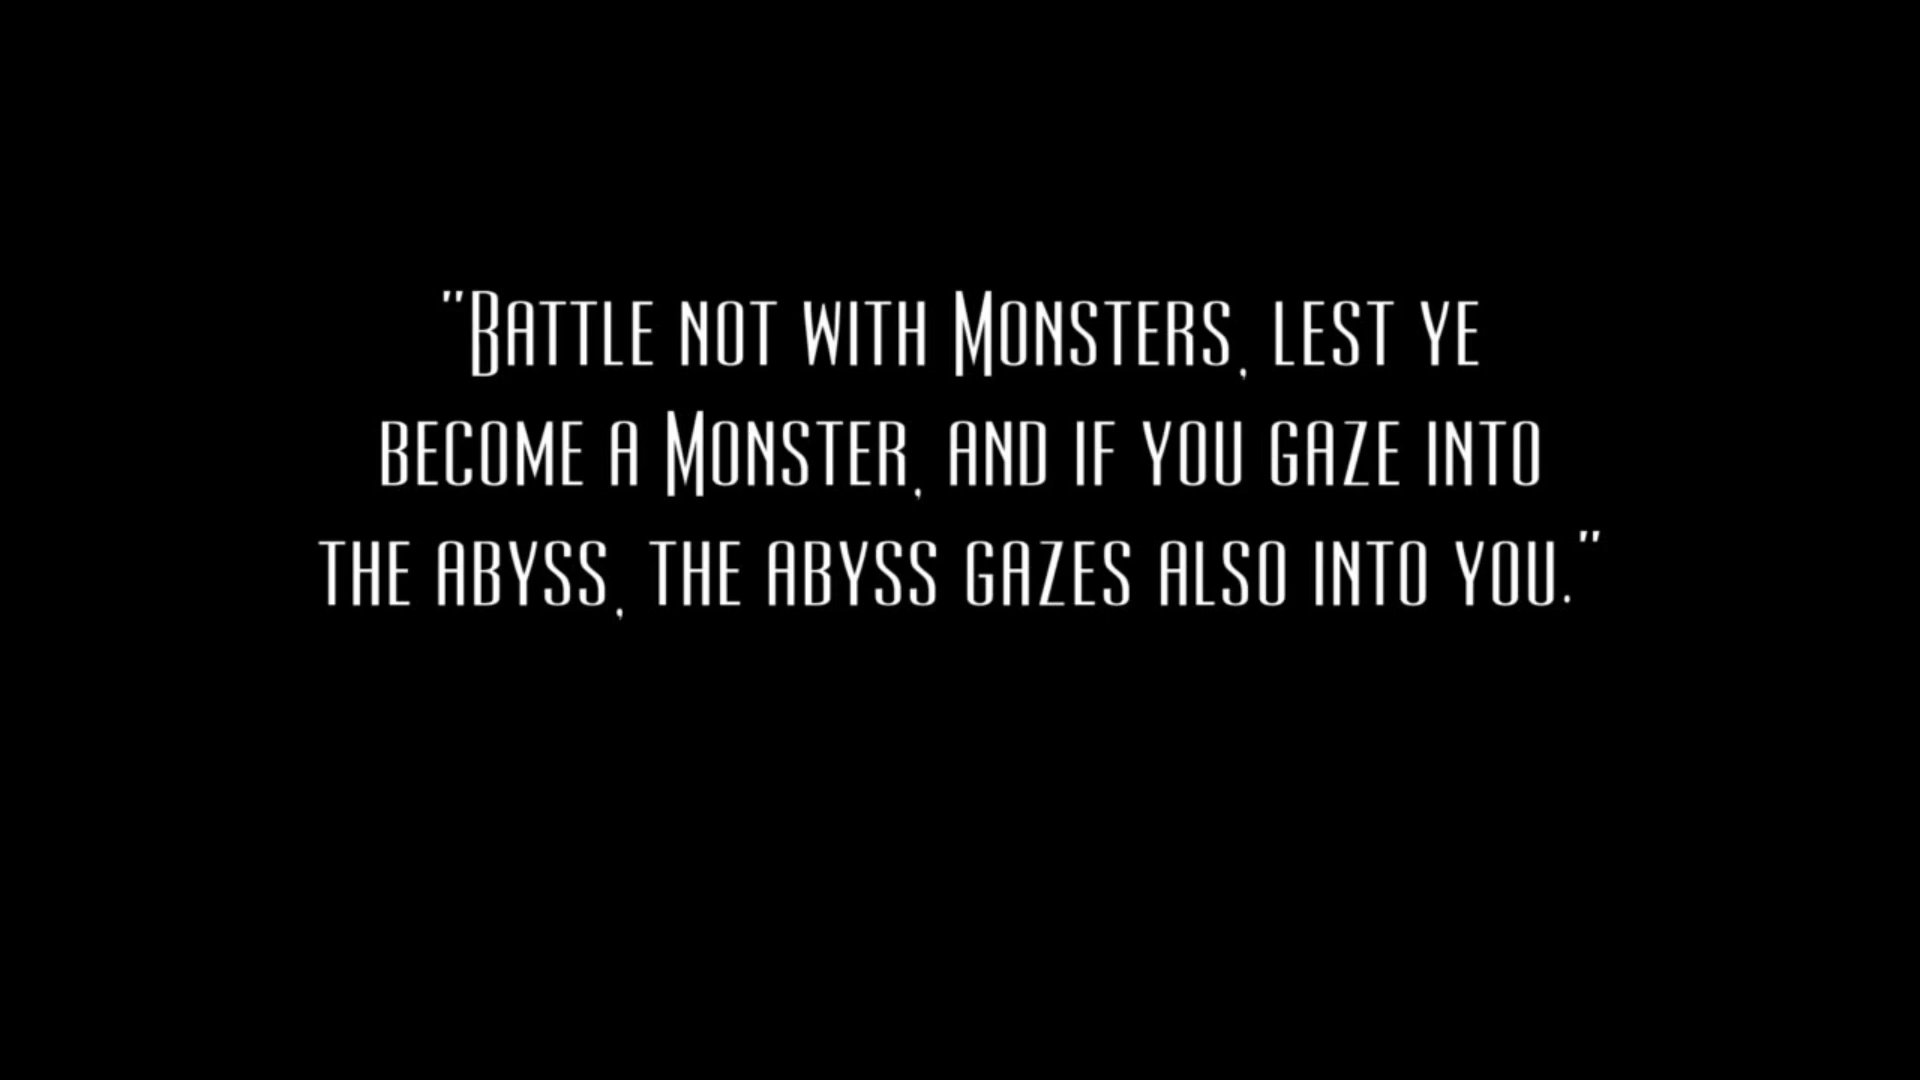 "Battle not with Monsters, lest ye
become a Monster, and if you gaze into
the abyss, the abyss gazes also into you."